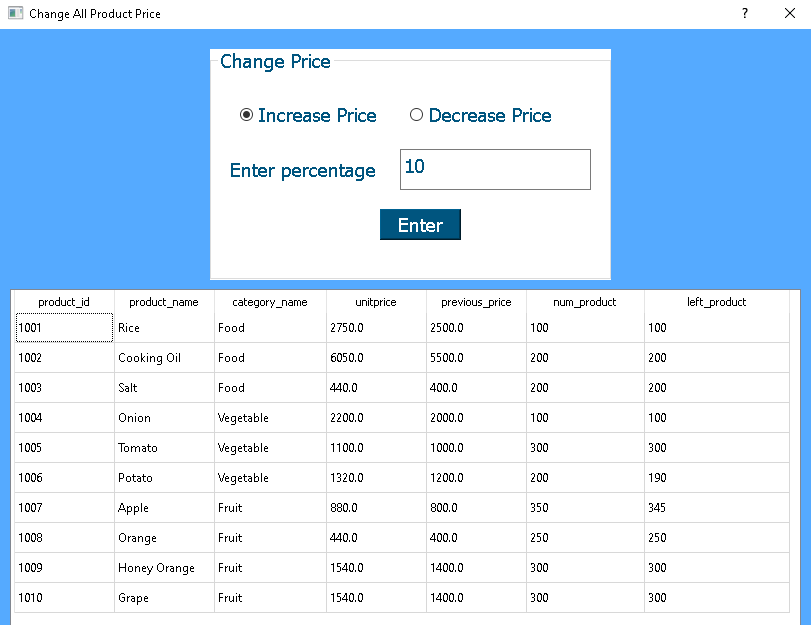 Change All Product Price ?
Change Price
Increase Price Decrease Price
Enter percentage 10
Enter
product_id product_name category_name unitprice previous_price num_product left_product
1001 Rice Food 2750.0 2500.0 100 100
1002 Cooking Oil Food 6050.0 5500.0 200 200
1003 Salt Food 440.0 400.0 200 200
1004 Onion Vegetable 2200.0 2000.0 100 100
1005 Tomato Vegetable 1100.0 1000.0 300 300
1006 Potato Vegetable 1320.0 1200.0 200 190
1007 Apple Fruit 880.0 800.0 350 345
1008 Orange Fruit 440.0 400.0 250 250
1009 Honey Orange Fruit 1540.0 1400.0 300 300
1010 Grape Fruit 1540.0 1400.0 300 300